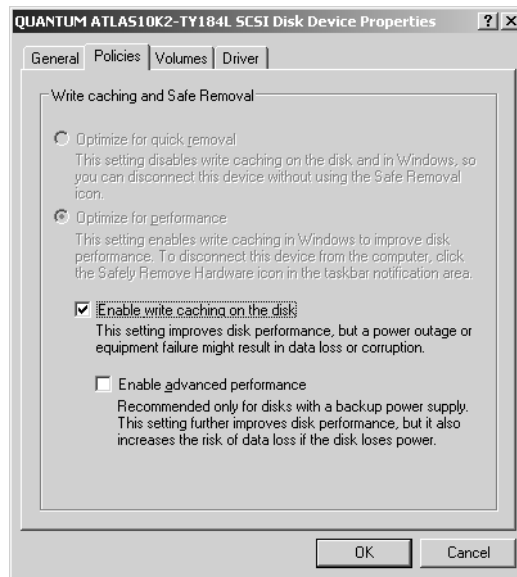 QUANTUM ATLAS10K2-TY184L SCSI Disk Device Properties ? X
General Policies Volumes Driver
Write caching and Safe Removal
Optimize for quick removal
This setting disables write caching on the disk and in Windows, so
you can disconnect this device without using the Safe Removal
icon.
Optimize for performance
This setting enables write caching in Windows to improve disk
performance. To disconnect this device from the computer, click
the Safely Remove Hardware icon in the taskbar notification area.
Enable write caching on the disk
This setting improves disk performance, but a power outage or
equipment failure might result in data loss or corruption.
Enable advanced performance
Recommended only for disks with a backup power supply.
This setting further improves disk performance, but it also
increases the risk of data loss if the disk loses power.
OK Cancel